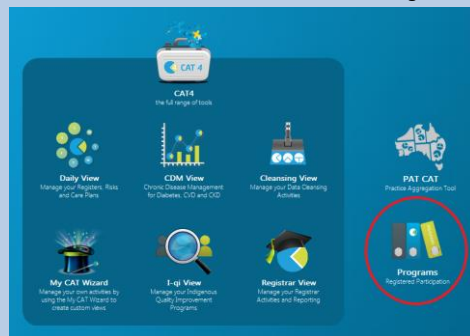 CAT 4
CAT4
the full range of tools
Daily View
Manage your Registers, Risks
and Care Plans
CDM View
Chronic Disease Management
for Diabetes, CVD and CKD
Cleansing View
Manage your Data Cleansing
Activities
PAT CAT
Practice Aggregation Tool
My CAT Wizard
Manage your own activities by
using the My CAT Wizard to
create custom views
I-qi View
Manage your Indigenous
Quality Improvement
Programs
Registrar View
Manage your Registrar
Activities and Reporting
Programs
Registered Participation